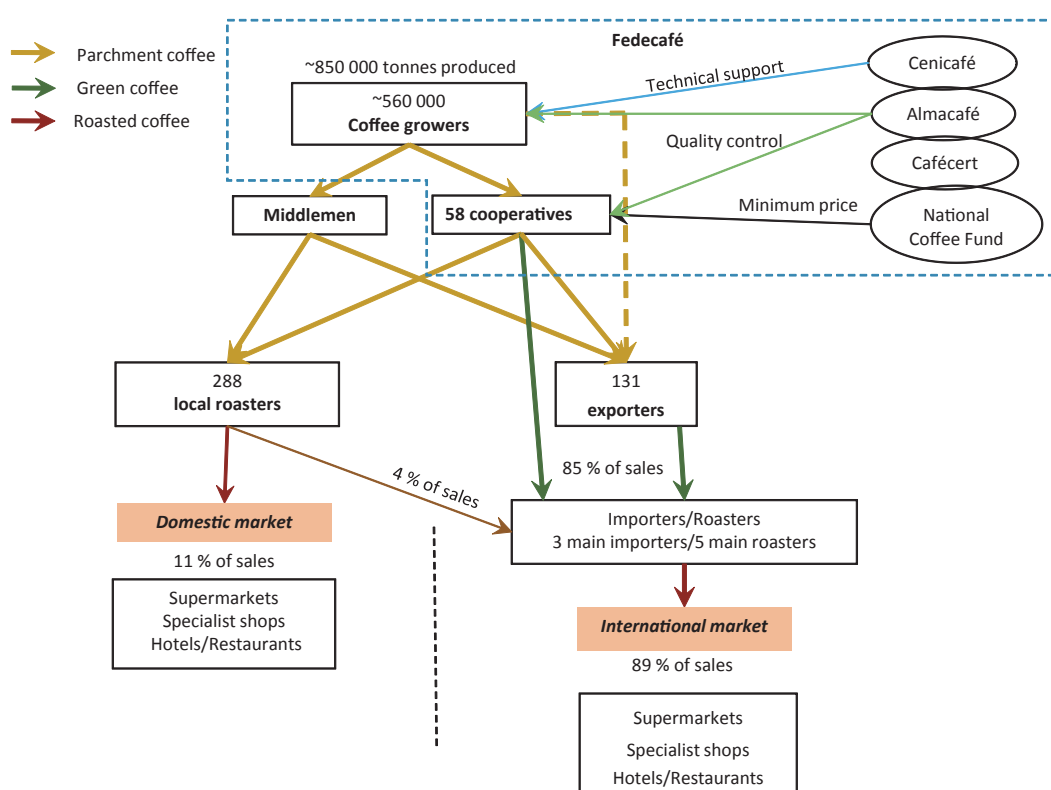 Fedecafé
Parchment coffee
Green coffee
Roasted coffee
~850 000 tonnes produced
~560 000
Coffee growers
Technical support
Quality control
Minimum price
Cenicafé
Almacafé
Cafécert
National
Coffee Fund
Middlemen
58 cooperatives
288
local roasters
131
exporters
4 % of sales
85 % of sales
Domestic market
11 % of sales
Supermarkets
Specialist shops
Hotels/Restaurants
Importers/Roasters
3 main importers/5 main roasters
International market
89 % of sales
Supermarkets
Specialist shops
Hotels/Restaurants